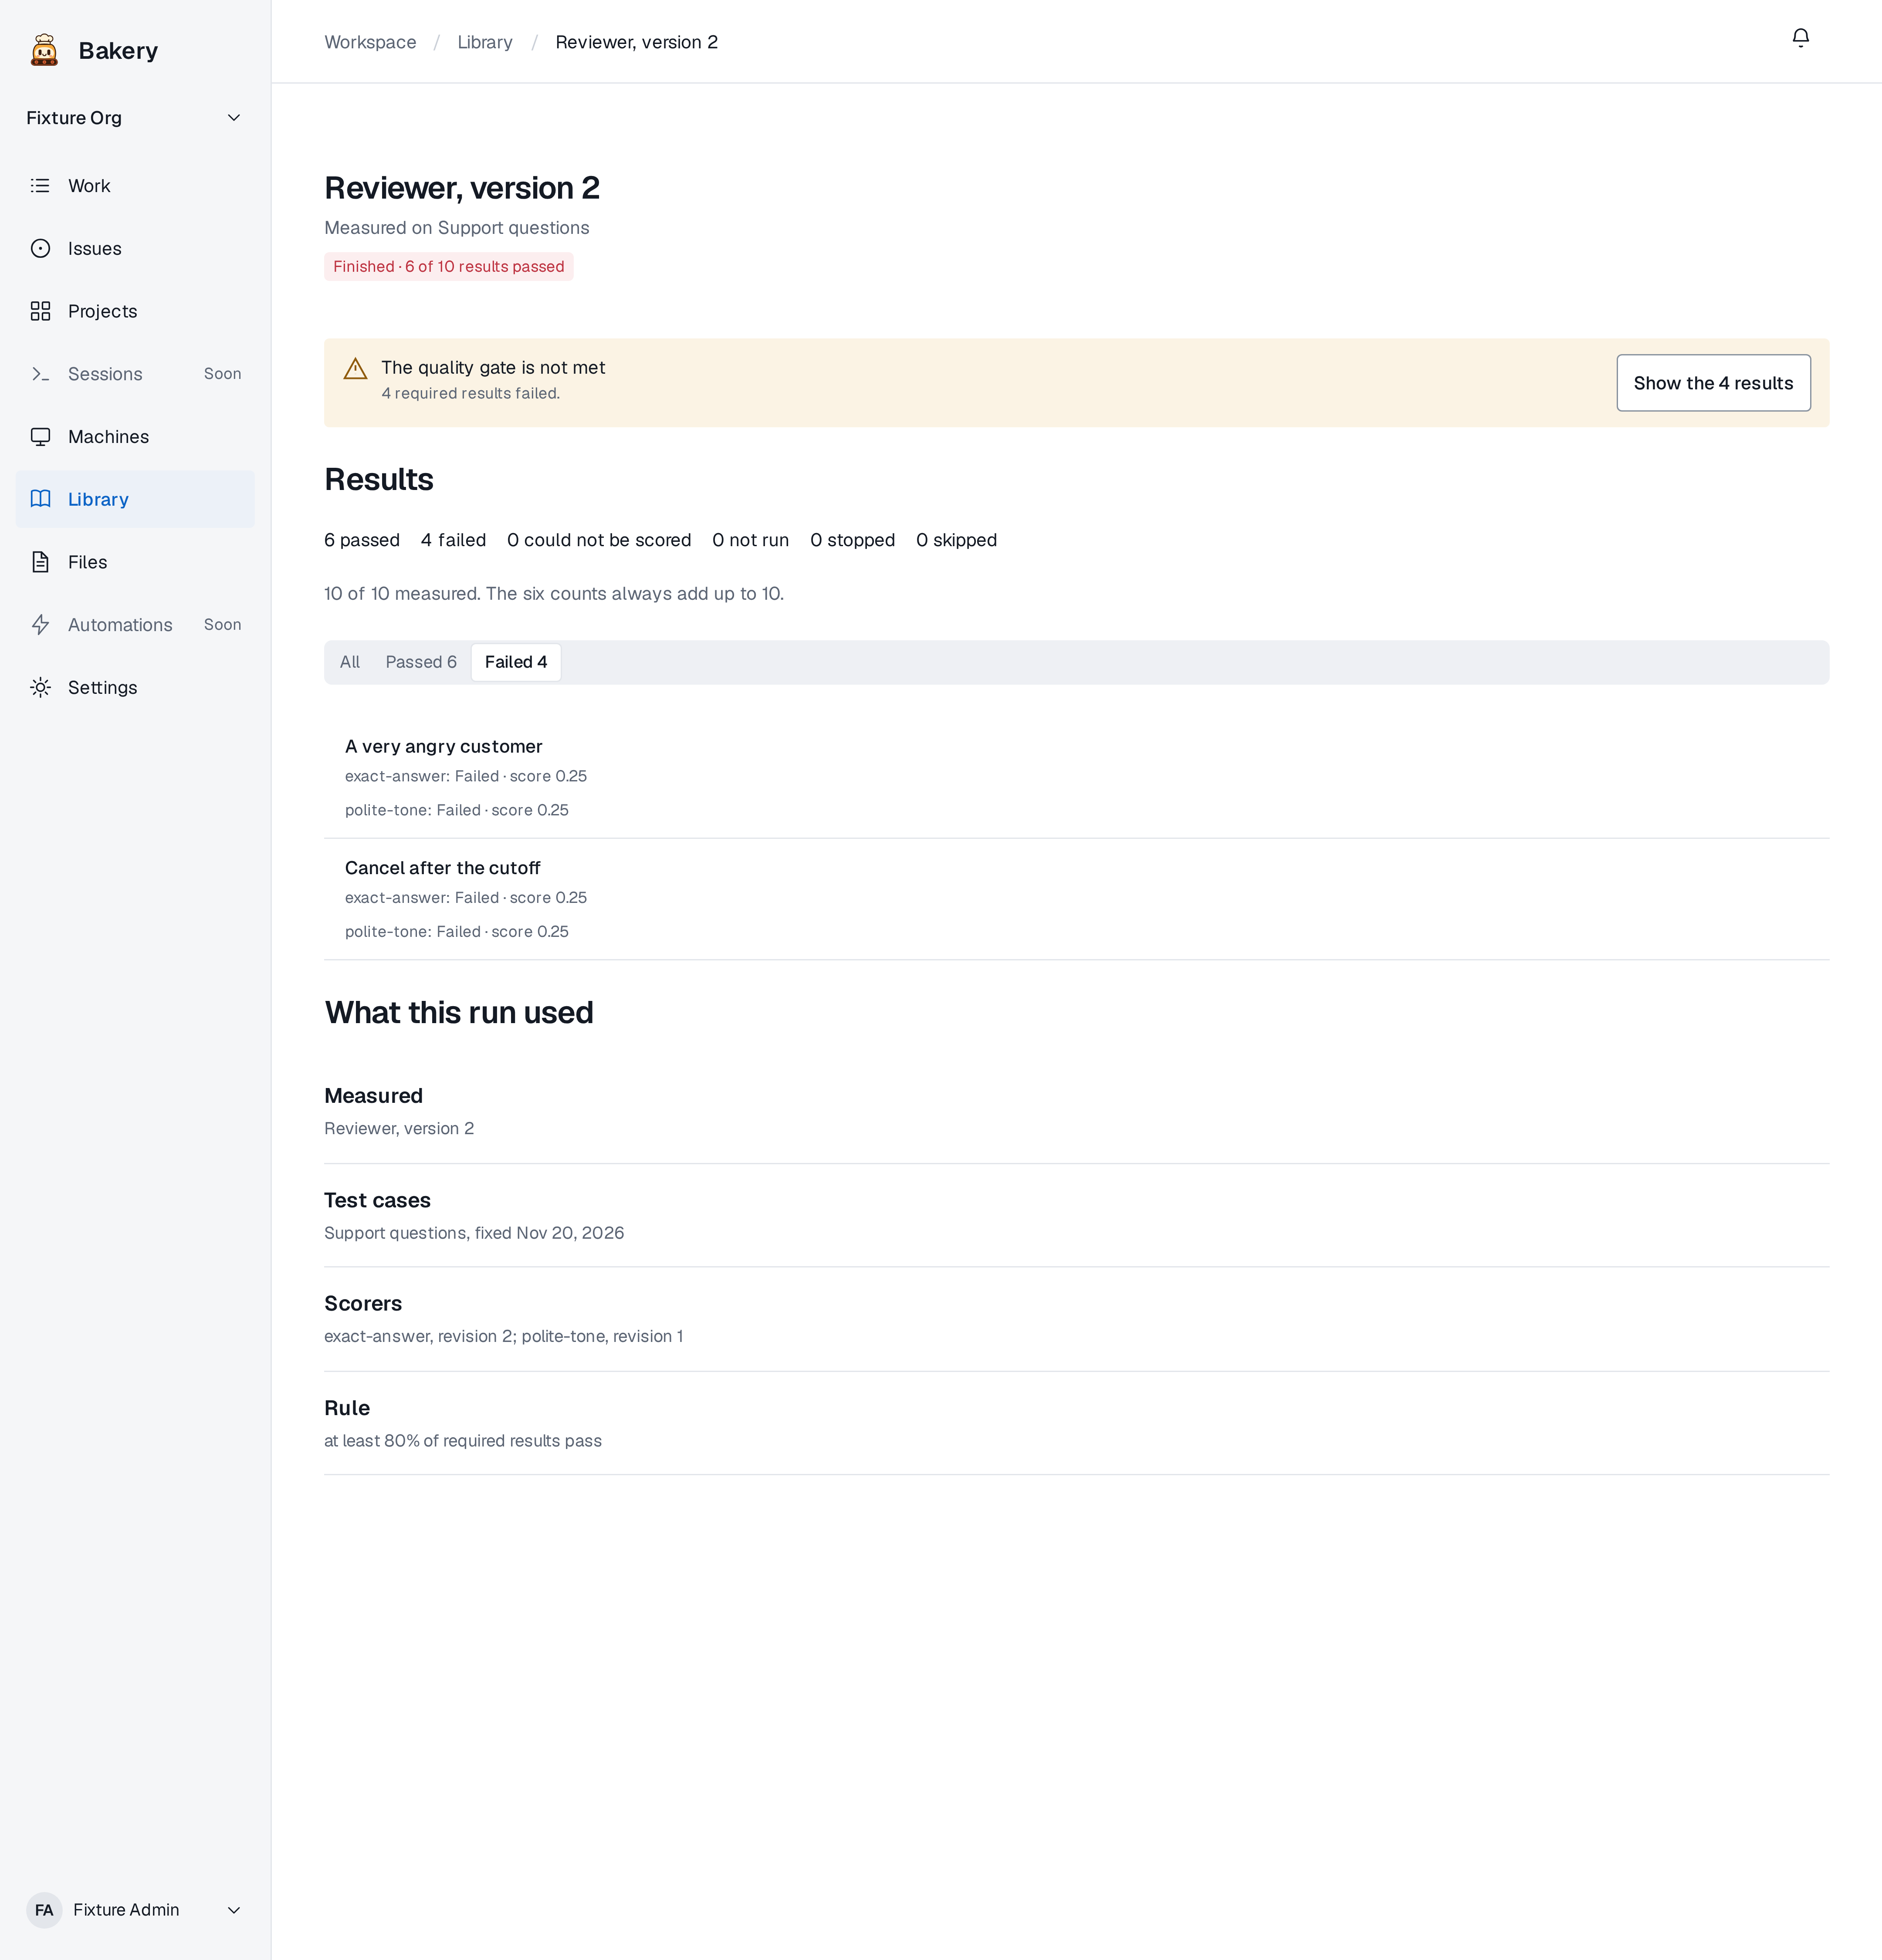 Bakery
Fixture Org
Work
Issues
Projects
Sessions Soon
Machines
Library
Files
Automations Soon
Settings
FA Fixture Admin
Workspace / Library / Reviewer, version 2
Reviewer, version 2
Measured on Support questions
Finished · 6 of 10 results passed
The quality gate is not met
4 required results failed.
Show the 4 results
Results
6 passed 4 failed 0 could not be scored 0 not run 0 stopped 0 skipped
10 of 10 measured. The six counts always add up to 10.
All Passed 6 Failed 4
A very angry customer
exact-answer: Failed · score 0.25
polite-tone: Failed · score 0.25
Cancel after the cutoff
exact-answer: Failed · score 0.25
polite-tone: Failed · score 0.25
What this run used
Measured
Reviewer, version 2
Test cases
Support questions, fixed Nov 20, 2026
Scorers
exact-answer, revision 2; polite-tone, revision 1
Rule
at least 80% of required results pass